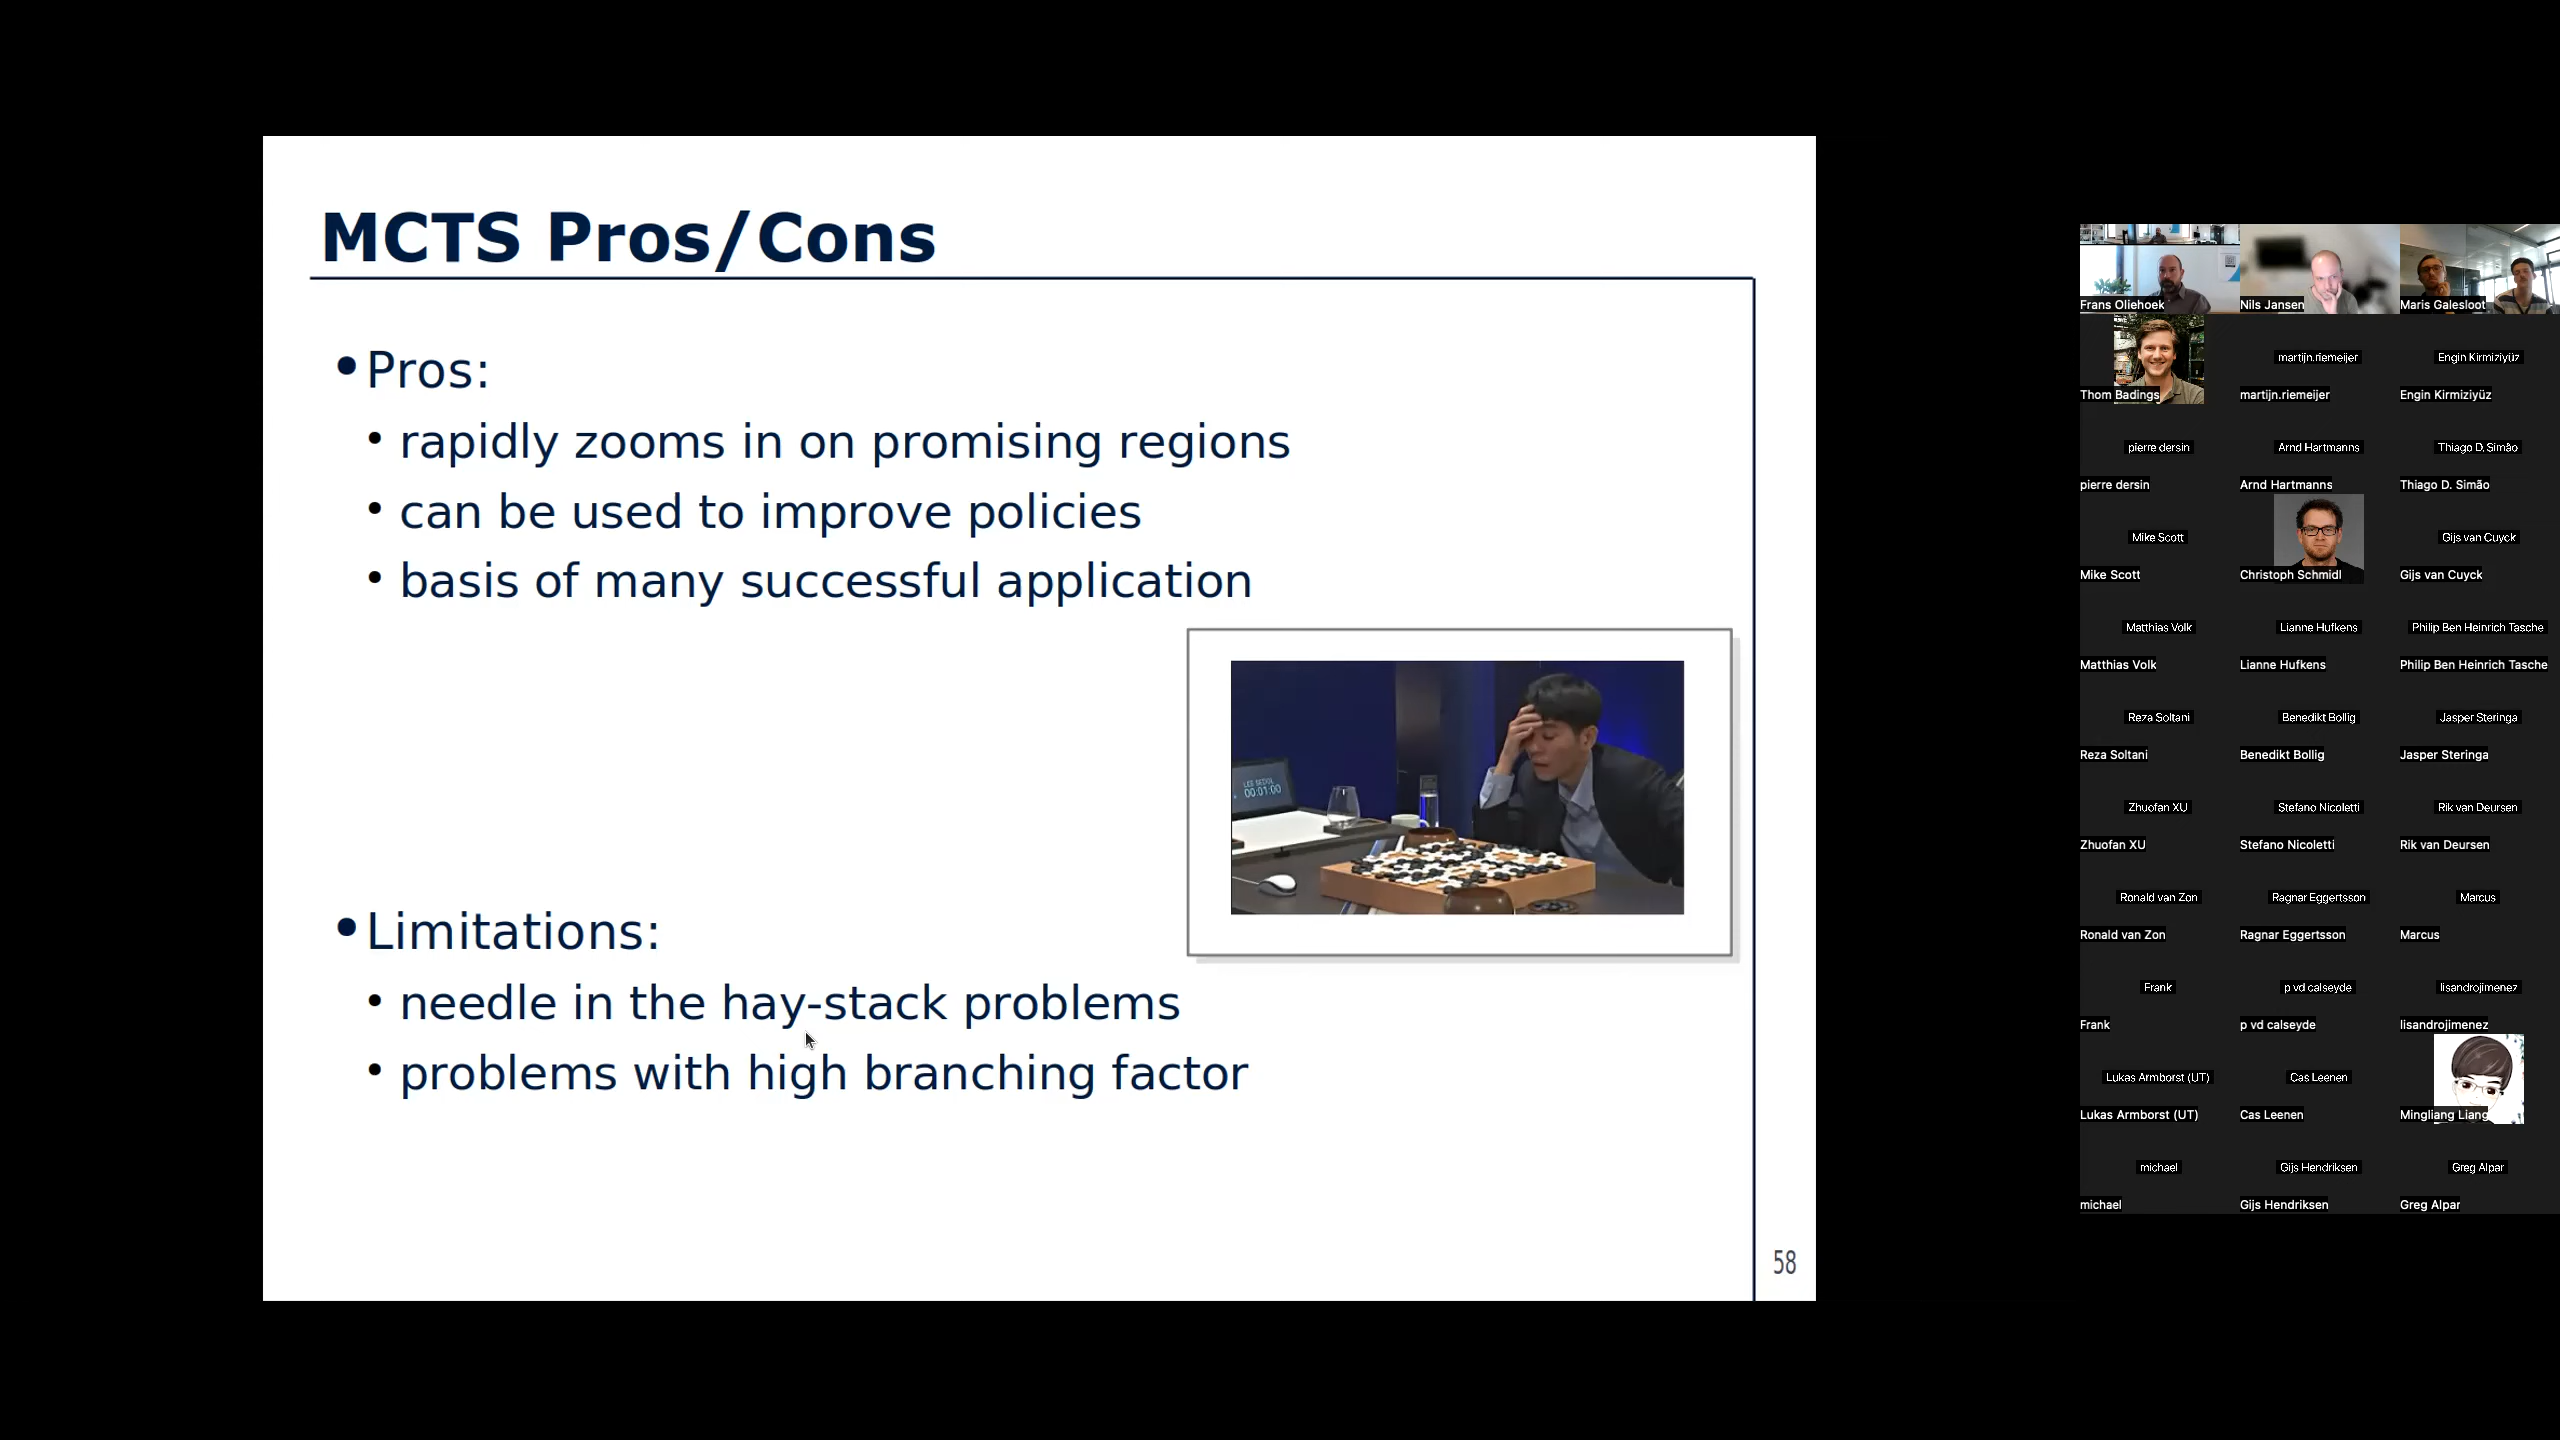 MCTS Pros/Cons
• Pros:
• rapidly zooms in on promising regions
• can be used to improve policies
• basis of many successful application
LEE SEDOL
00:01:00
• Limitations:
• needle in the hay-stack problems
• problems with high branching factor
58
Frans Oliehoek
Nils Jansen
Maris Galesloot
Thom Badings
martijn.riemeijer
martijn.riemeijer
Engin Kirmiziyüz
Engin Kirmiziyüz
pierre dersin
pierre dersin
Arnd Hartmanns
Arnd Hartmanns
Thiago D. Simão
Thiago D. Simão
Mike Scott
Mike Scott
Christoph Schmidl
Gijs van Cuyck
Gijs van Cuyck
Matthias Volk
Matthias Volk
Lianne Hufkens
Lianne Hufkens
Philip Ben Heinrich Tasche
Philip Ben Heinrich Tasche
Reza Soltani
Reza Soltani
Benedikt Bollig
Benedikt Bollig
Jasper Steringa
Jasper Steringa
Zhuofan XU
Zhuofan XU
Stefano Nicoletti
Stefano Nicoletti
Rik van Deursen
Rik van Deursen
Ronald van Zon
Ronald van Zon
Ragnar Eggertsson
Ragnar Eggertsson
Marcus
Marcus
Frank
Frank
p vd calseyde
p vd calseyde
lisandrojimenez
lisandrojimenez
Lukas Armborst (UT)
Lukas Armborst (UT)
Cas Leenen
Cas Leenen
Mingliang Liang
michael
michael
Gijs Hendriksen
Gijs Hendriksen
Greg Alpar
Greg Alpar